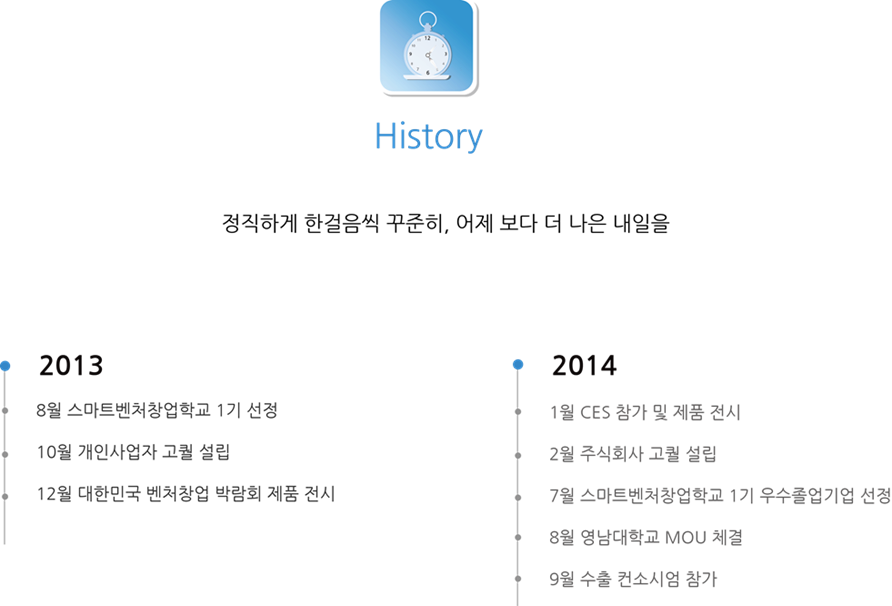 History
정직하게 한걸음씩 꾸준히, 어제 보다 더 나은 내일을
2013
8월 스마트벤처창업학교 1기 선정
10월 개인사업자 고퀄 설립
12월 대한민국 벤처창업 박람회 제품 전시
2014
1월 CES 참가 및 제품 전시
2월 주식회사 고퀄 설립
7월 스마트벤처창업학교 1기 우수졸업기업 선정
8월 영남대학교 MOU 체결
9월 수출 컨소시엄 참가